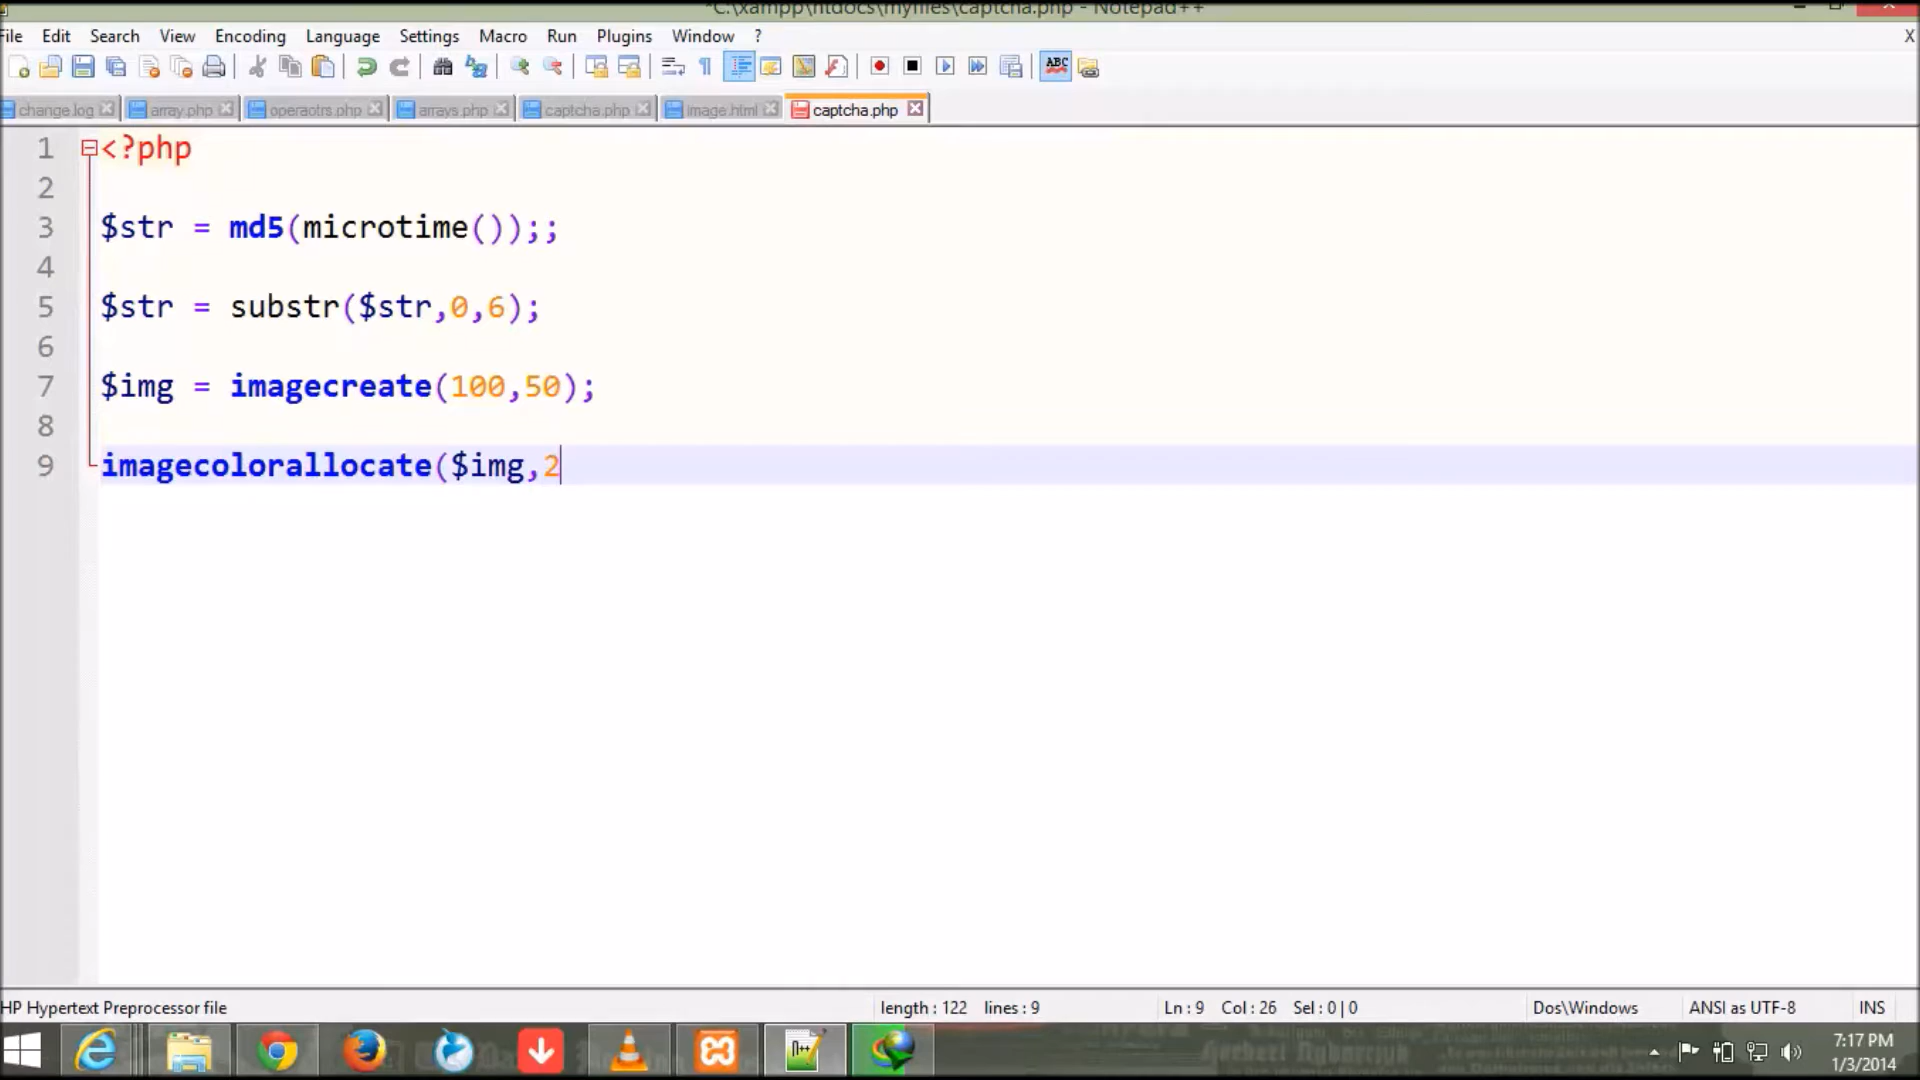 *C:\xampp\htdocs\myfiles\captcha.php - Notepad++
File Edit Search View Encoding Language Settings Macro Run Plugins Window ? X
change.log array.php operaotrs.php arrays.php captcha.php image.html captcha.php
1 <?php
2
3 $str = md5(microtime());;
4
5 $str = substr($str,0,6);
6
7 $img = imagecreate(100,50);
8
9 imagecolorallocate($img,2
HP Hypertext Preprocessor file length : 122 lines : 9 Ln : 9 Col : 26 Sel : 0 | 0 Dos\Windows ANSI as UTF-8 INS
7:17 PM
1/3/2014